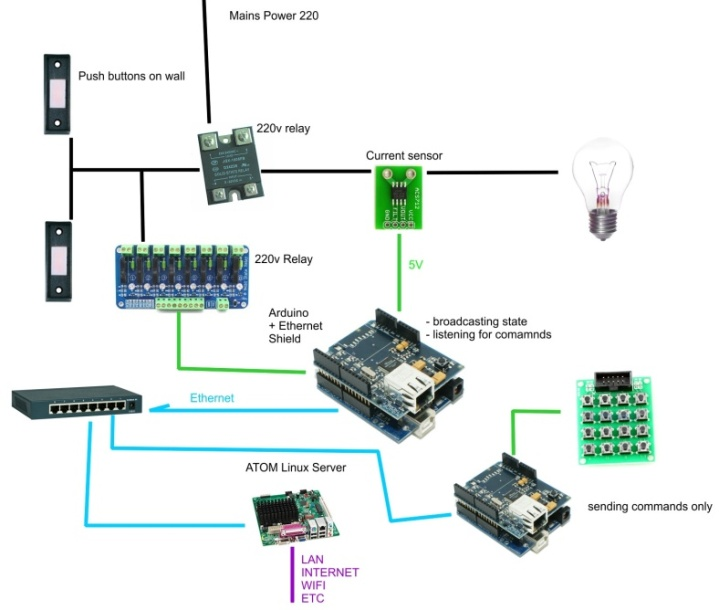 Mains Power 220
Push buttons on wall
220v relay
Current sensor
220v Relay
5V
Arduino
+ Ethernet
Shield
- broadcasting state
- listening for comamnds
Ethernet
ATOM Linux Server
sending commands only
LAN
INTERNET
WIFI
ETC